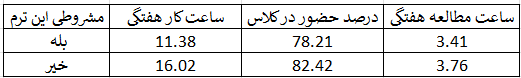 مشروطی این ترم ساعت کار هفتگی درصد حضور در کلاس ساعت مطالعه هفتگی
بله 11.38 78.21 3.41
خیر 16.02 82.42 3.76